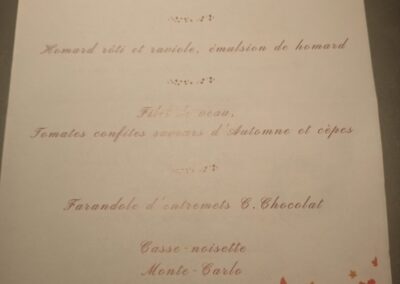 Homard rôti et raviole, émulsion de homard
Filet de veau,
Tomates confites saveurs d'Automne et cèpes
Farandole d'entremets C. Chocolat
Casse-noisette
Monte-Carlo